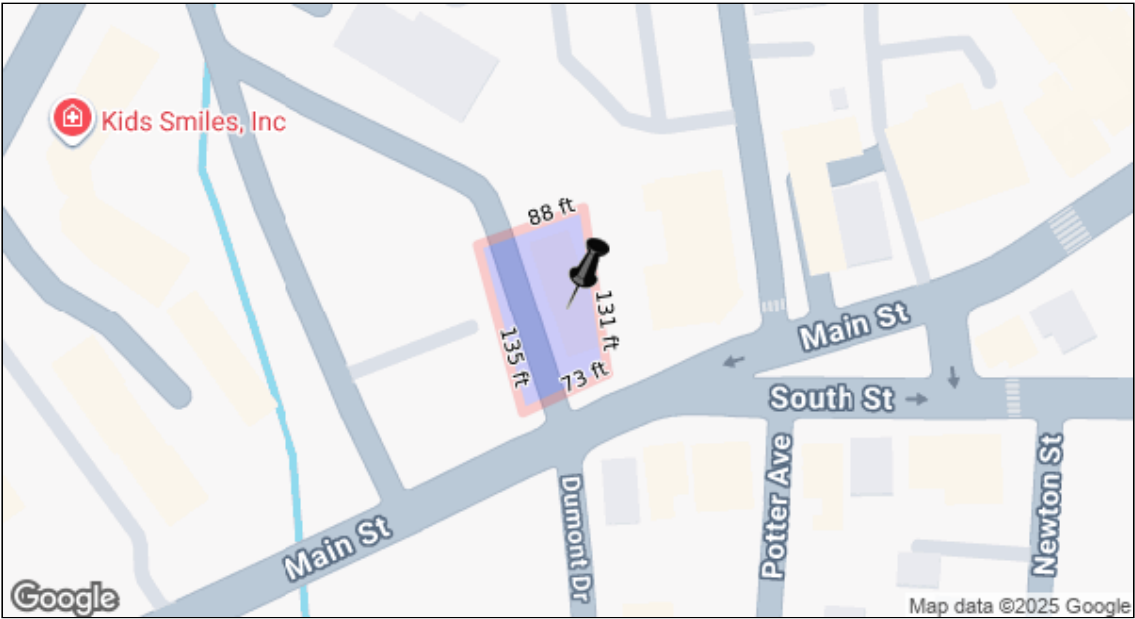 Kids Smiles, Inc
88 ft
131 ft
135 ft
73 ft
Main St
South St
Main St
Dumont Dr
Potter Ave
Newton St
Google
Map data ©2025 Google